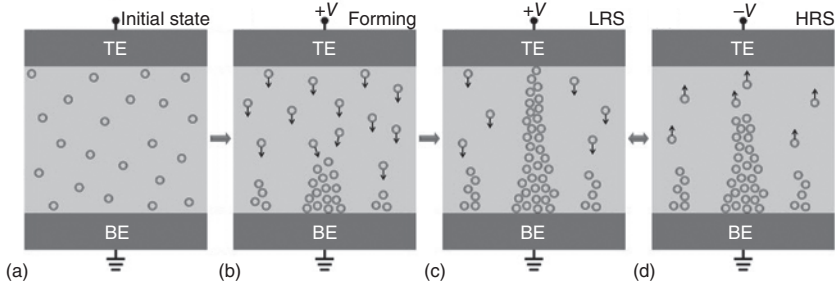 Initial state
TE
BE
(a)
+V
Forming
TE
BE
(b)
+V
LRS
TE
BE
(c)
–V
HRS
TE
BE
(d)